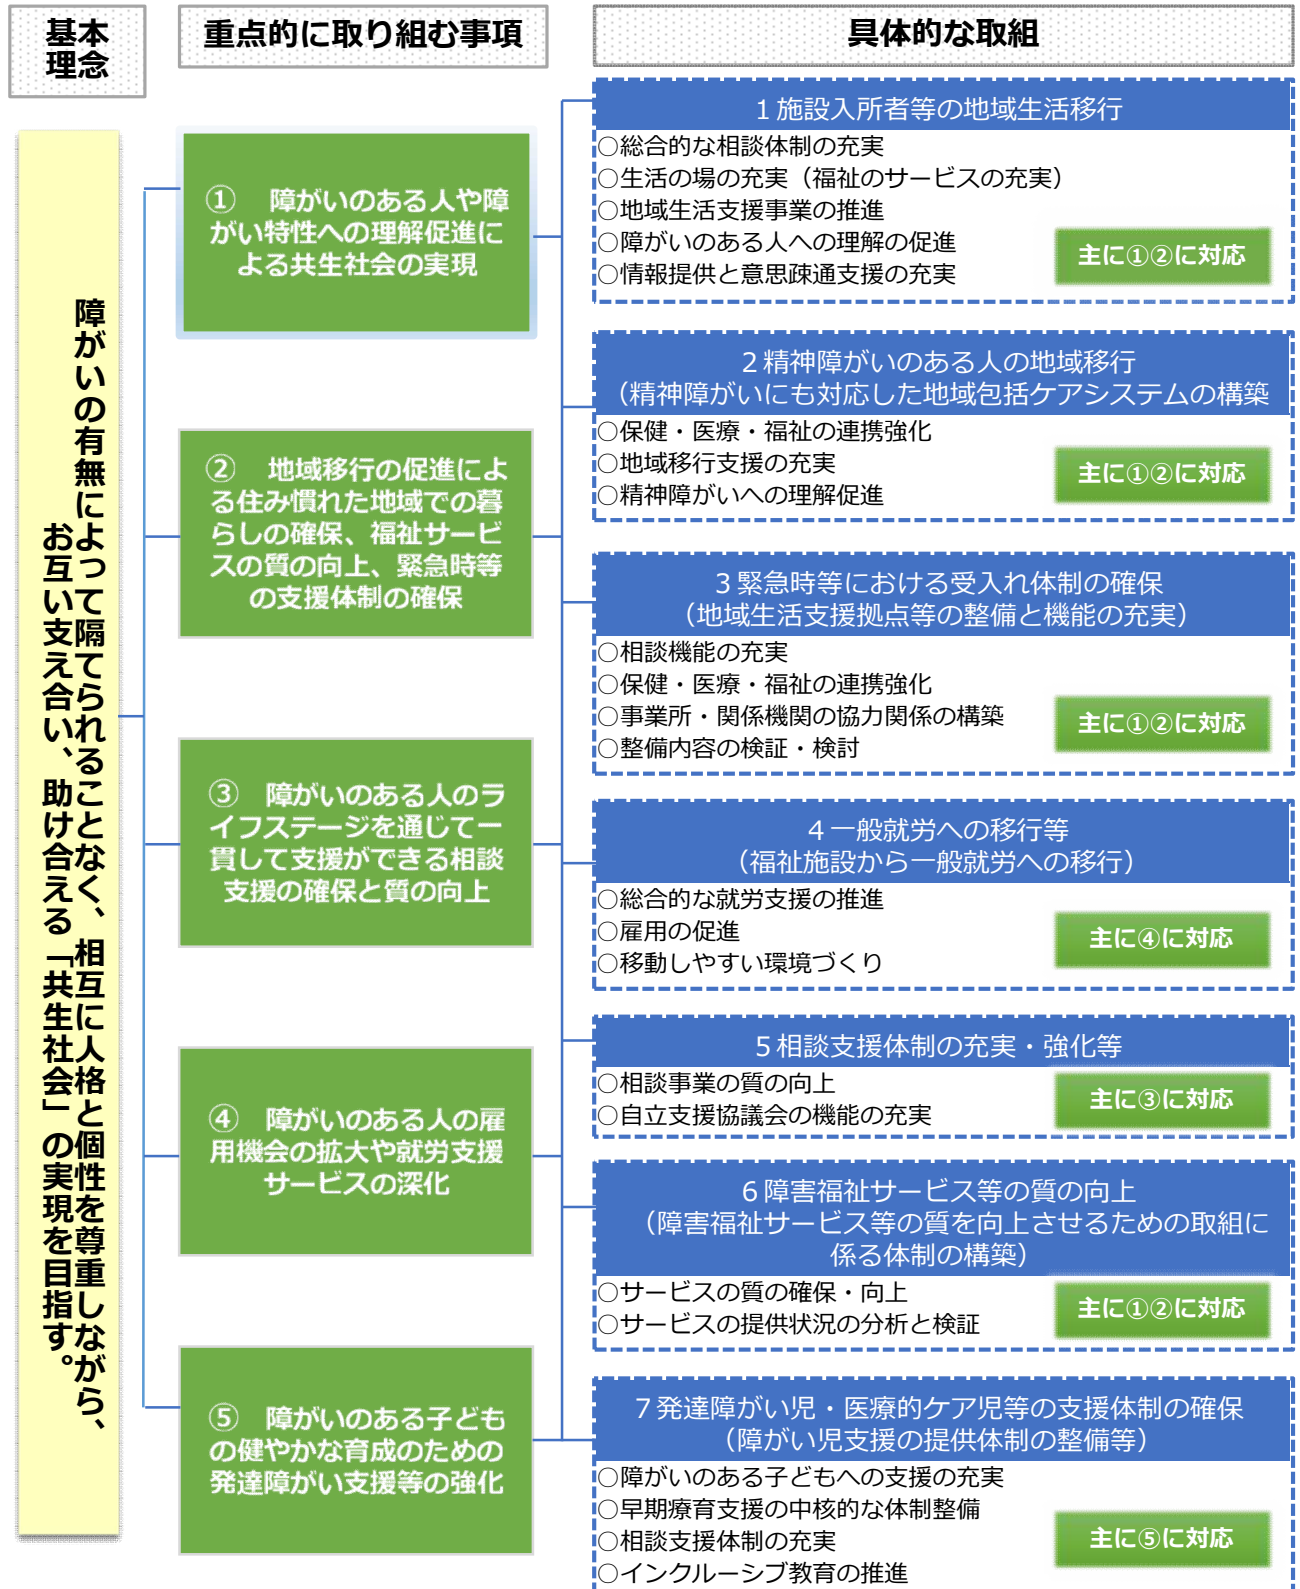 基本
理念
重点的に取り組む事項
具体的な取組
障がいの有無によって隔てられることなく、相互に人格と個性を尊重しながら、
お互い支え合い、助け合える「共生社会」の実現を目指す。
① 障がいのある人や障
がい特性への理解促進に
よる共生社会の実現
② 地域移行の促進によ
る住み慣れた地域での暮
らしの確保、福祉サービ
スの質の向上、緊急時等
の支援体制の確保
③ 障がいのある人のラ
イフステージを通じて一
貫して支援ができる相談
支援の確保と質の向上
④ 障がいのある人の雇
用機会の拡大や就労支援
サービスの深化
⑤ 障がいのある子ども
の健やかな育成のための
発達障がい支援等の強化
1施設入所者等の地域生活移行
○総合的な相談体制の充実
○生活の場の充実（福祉のサービスの充実）
○地域生活支援事業の推進
○障がいのある人への理解の促進
○情報提供と意思疎通支援の充実
主に①②に対応
2精神障がいのある人の地域移行
（精神障がいにも対応した地域包括ケアシステムの構築
○保健・医療・福祉の連携強化
○地域移行支援の充実
○精神障がいへの理解促進
主に①②に対応
3緊急時等における受入れ体制の確保
（地域生活支援拠点等の整備と機能の充実）
○相談機能の充実
○保健・医療・福祉の連携強化
○事業所・関係機関の協力関係の構築
○整備内容の検証・検討
主に①②に対応
4一般就労への移行等
（福祉施設から一般就労への移行）
○総合的な就労支援の推進
○雇用の促進
○移動しやすい環境づくり
主に④に対応
5相談支援体制の充実・強化等
○相談事業の質の向上
○自立支援協議会の機能の充実
主に③に対応
6障害福祉サービス等の質の向上
（障害福祉サービス等の質を向上させるための取組に
係る体制の構築）
○サービスの質の確保・向上
○サービスの提供状況の分析と検証
主に①②に対応
7発達障がい児・医療的ケア児等の支援体制の確保
（障がい児支援の提供体制の整備等）
○障がいのある子どもへの支援の充実
○早期療育支援の中核的な体制整備
○相談支援体制の充実
○インクルーシブ教育の推進
主に⑤に対応